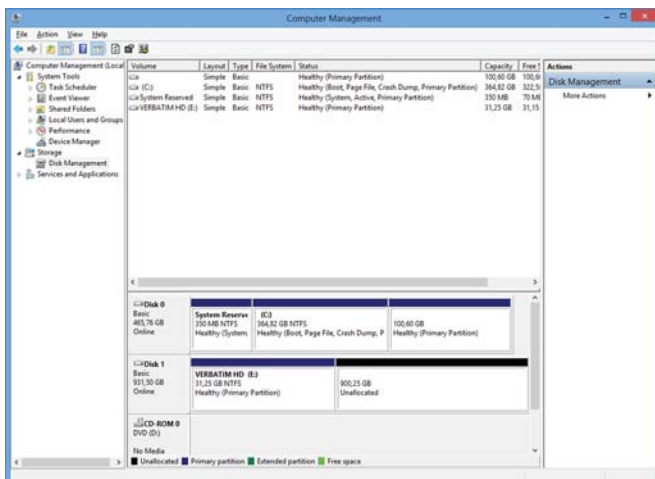 Computer Management
File Action View Help
Computer Management (Local
System Tools
Task Scheduler
Event Viewer
Shared Folders
Local Users and Groups
Performance
Device Manager
Storage
Disk Management
Services and Applications
Volume Layout Type File System Status Capacity Free
Simple Basic Healthy (Primary Partition) 100,60 GB
(C:) Simple Basic NTFS Healthy (Boot, Page File, Crash Dump, Primary Partition) 364,82 GB 322,5
System Reserved Simple Basic NTFS Healthy (System, Active, Primary Partition) 350 MB 70 M
VERBATIM HD (E:) Simple Basic NTFS Healthy (Primary Partition) 31,25 GB 31,15
Actions
Disk Management
More Actions
Disk 0
Basic
465,76 GB
Online
System Reserve
350 MB NTFS
Healthy (System,
(C:)
364,82 GB NTFS
Healthy (Boot, Page File, Crash Dump, P
100,60 GB
Healthy (Primary Partition)
Disk 1
Basic
931,50 GB
Online
VERBATIM HD (E:)
31,25 GB NTFS
Healthy (Primary Partition)
900,25 GB
Unallocated
CD-ROM 0
DVD (D:)
No Media
Unallocated Primary partition Extended partition Free space